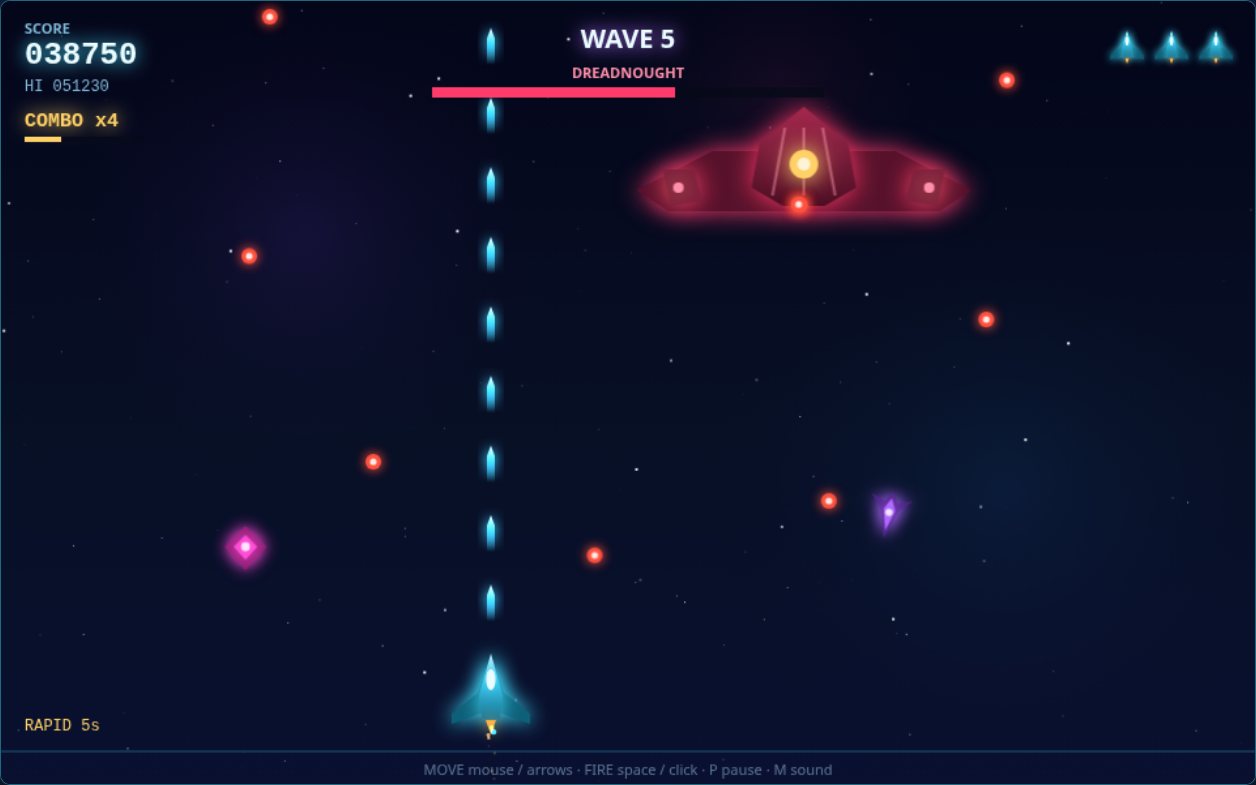 SCORE
038750
HI 051230
COMBO x4
WAVE 5
DREADNOUGHT
RAPID 5s
MOVE mouse / arrows · FIRE space / click · P pause · M sound